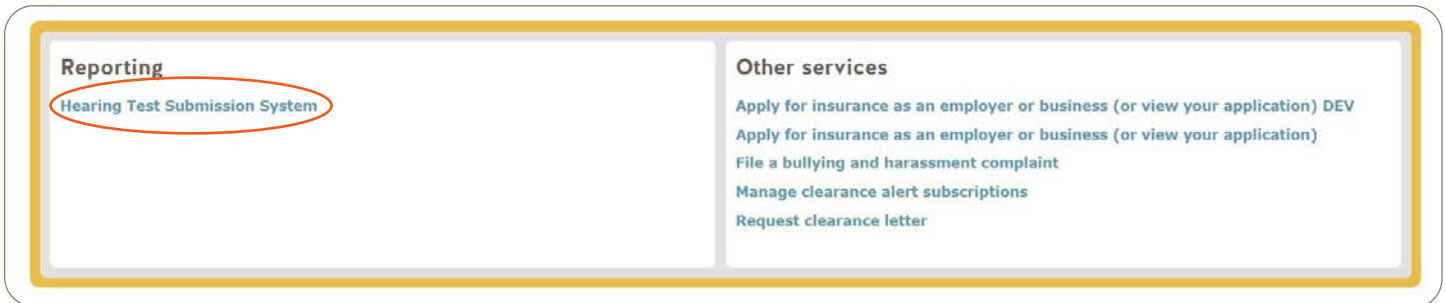 Reporting
Hearing Test Submission System
Other services
Apply for insurance as an employer or business (or view your application) DEV
Apply for insurance as an employer or business (or view your application)
File a bullying and harassment complaint
Manage clearance alert subscriptions
Request clearance letter